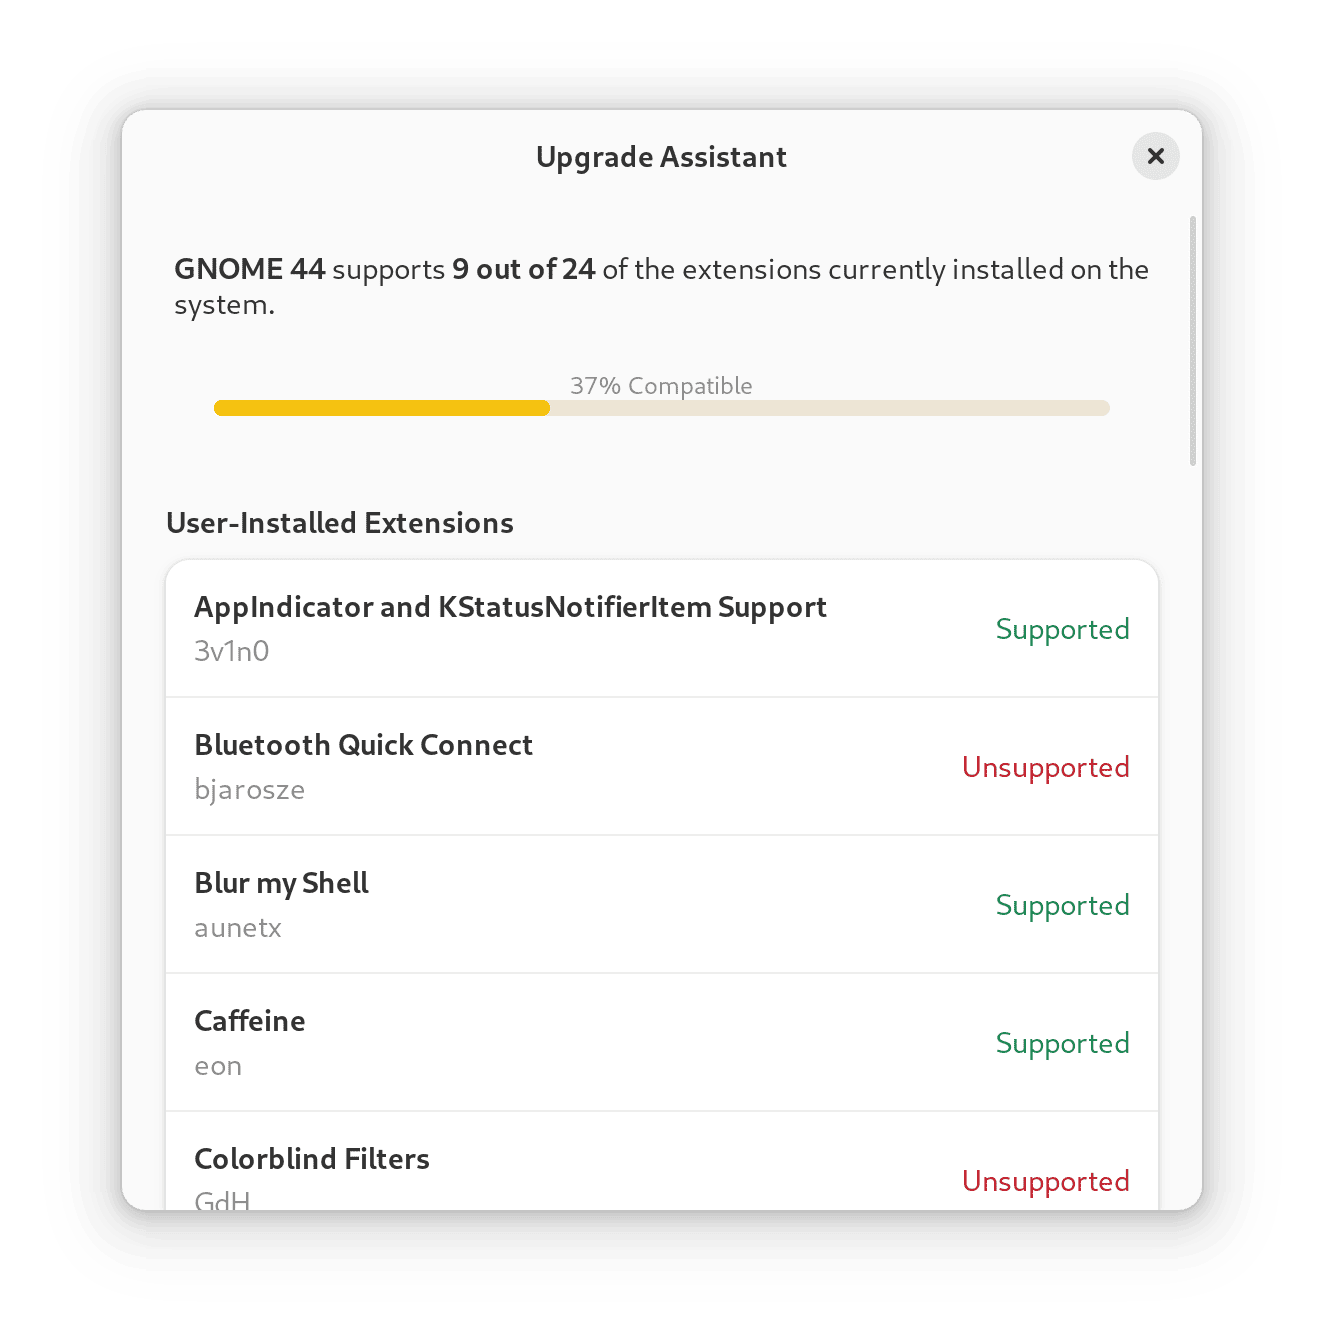 Upgrade Assistant
GNOME 44 supports 9 out of 24 of the extensions currently installed on the
system.
37% Compatible
User-Installed Extensions
AppIndicator and KStatusNotifierItem Support
3v1n0
Supported
Bluetooth Quick Connect
bjarosze
Unsupported
Blur my Shell
aunetx
Supported
Caffeine
eon
Supported
Colorblind Filters
GdH
Unsupported